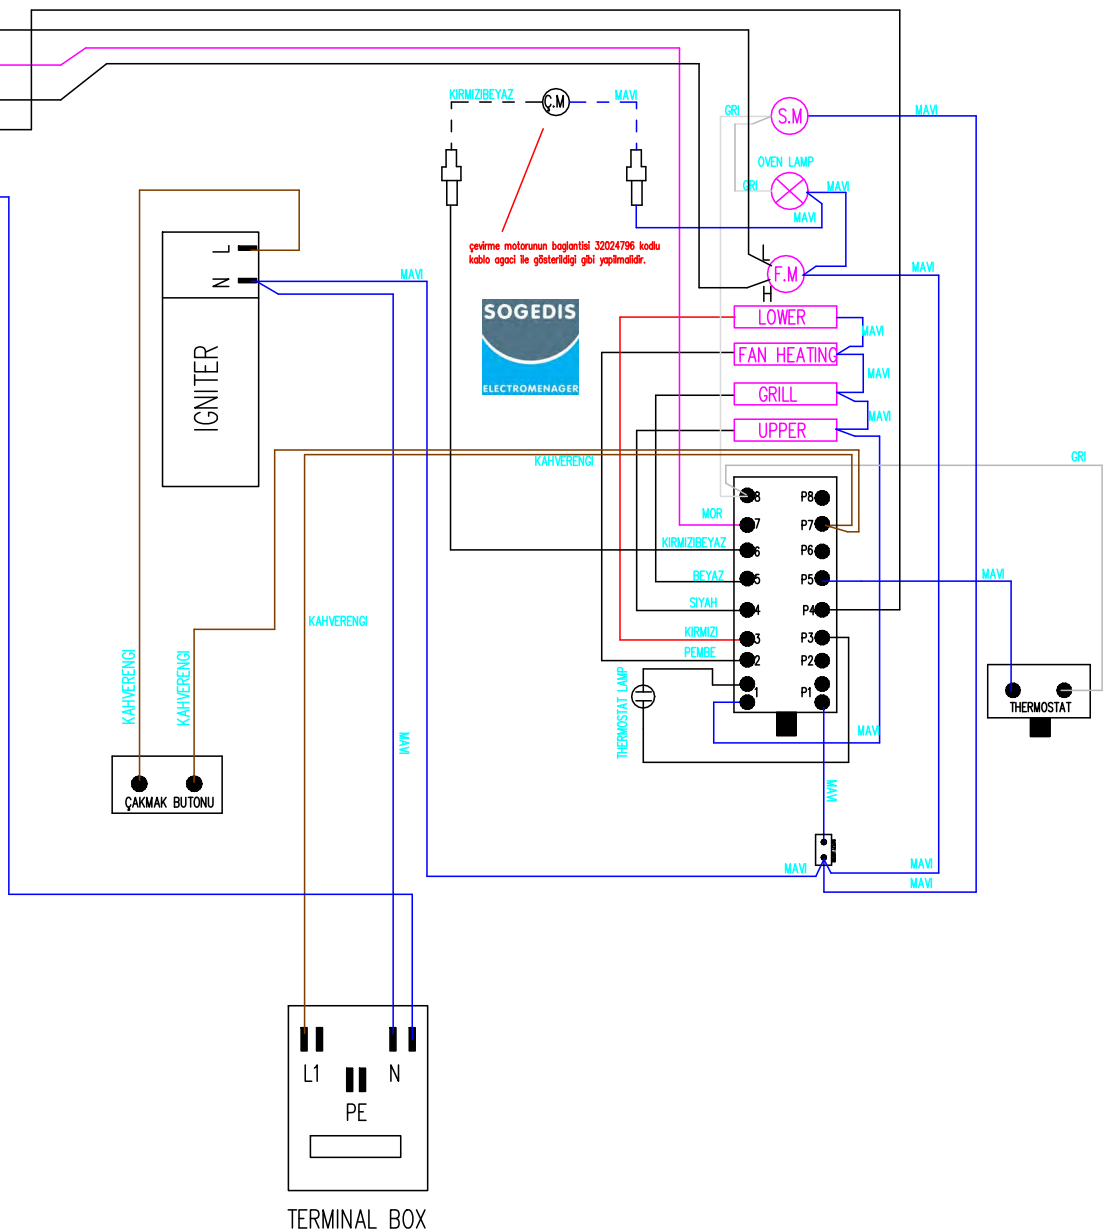 KIRMIZIBEYAZ
Ç.M
MAVI
GRI
S.M
MAVI
OVEN LAMP
GRI
MAVI
MAVI
çevirme motorunun baglantisi 32024796 kodlu
kablo agaci ile gösterildigi gibi yapilmalidir.
L
F.M
MAVI
H
L
N
MAVI
IGNITER
SOGEDIS
ELECTROMENAGER
LOWER
MAVI
FAN HEATING
MAVI
GRILL
MAVI
UPPER
KAHVERENGI
GRI
8 P8
MOR
7 P7
KIRMIZIBEYAZ
6 P6
BEYAZ
5 P5
MAVI
SIYAH
4 P4
KIRMIZI
3 P3
PEMBE
2 P2
1 P1
KAHVERENGI
KAHVERENGI
KAHVERENGI
THERMOSTAT LAMP
THERMOSTAT
MAVI
MAVI
MAVI
ÇAKMAK BUTONU
MAVI
MAVI
MAVI
L1
N
PE
TERMINAL BOX